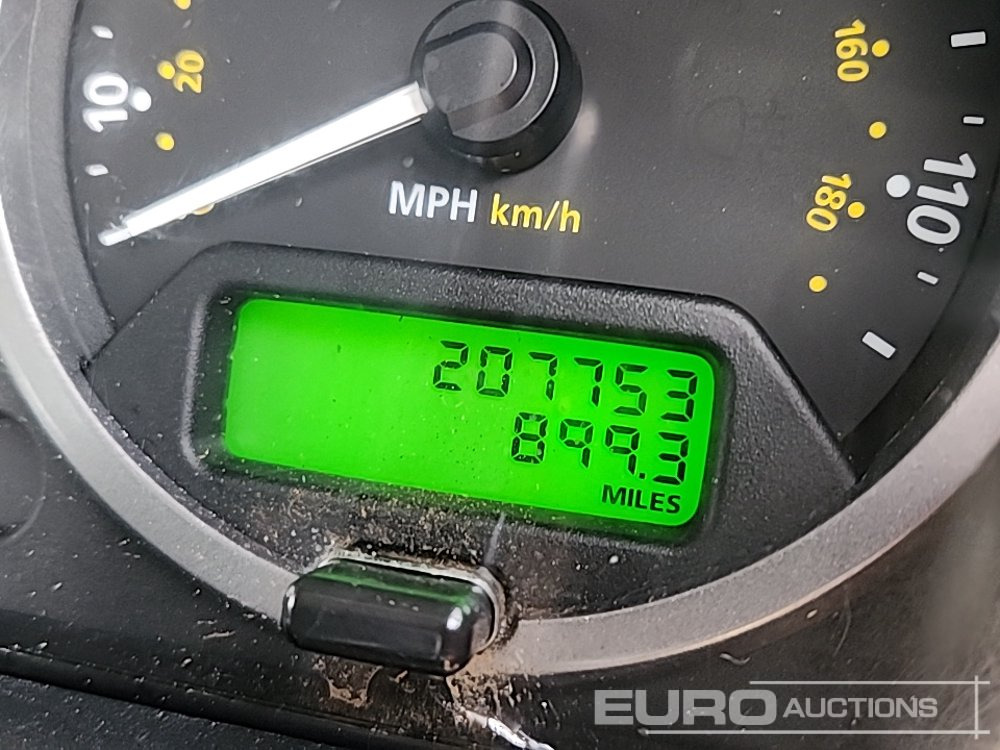 10
20
160
180
110
MPH km/h
207753
899.3
MILES
EURO AUCTIONS